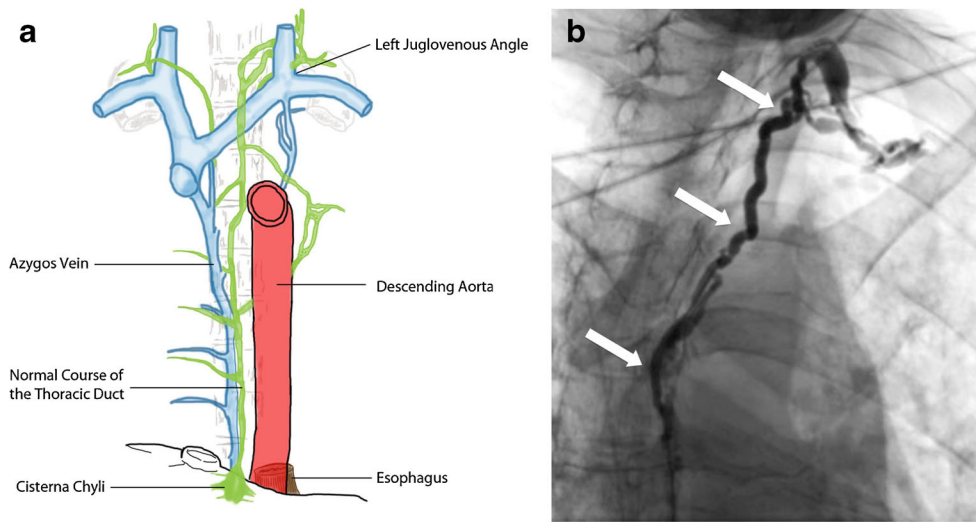 a
b
Left Juglovenous Angle
Azygos Vein
Descending Aorta
Normal Course of
the Thoracic Duct
Cisterna Chyli
Esophagus